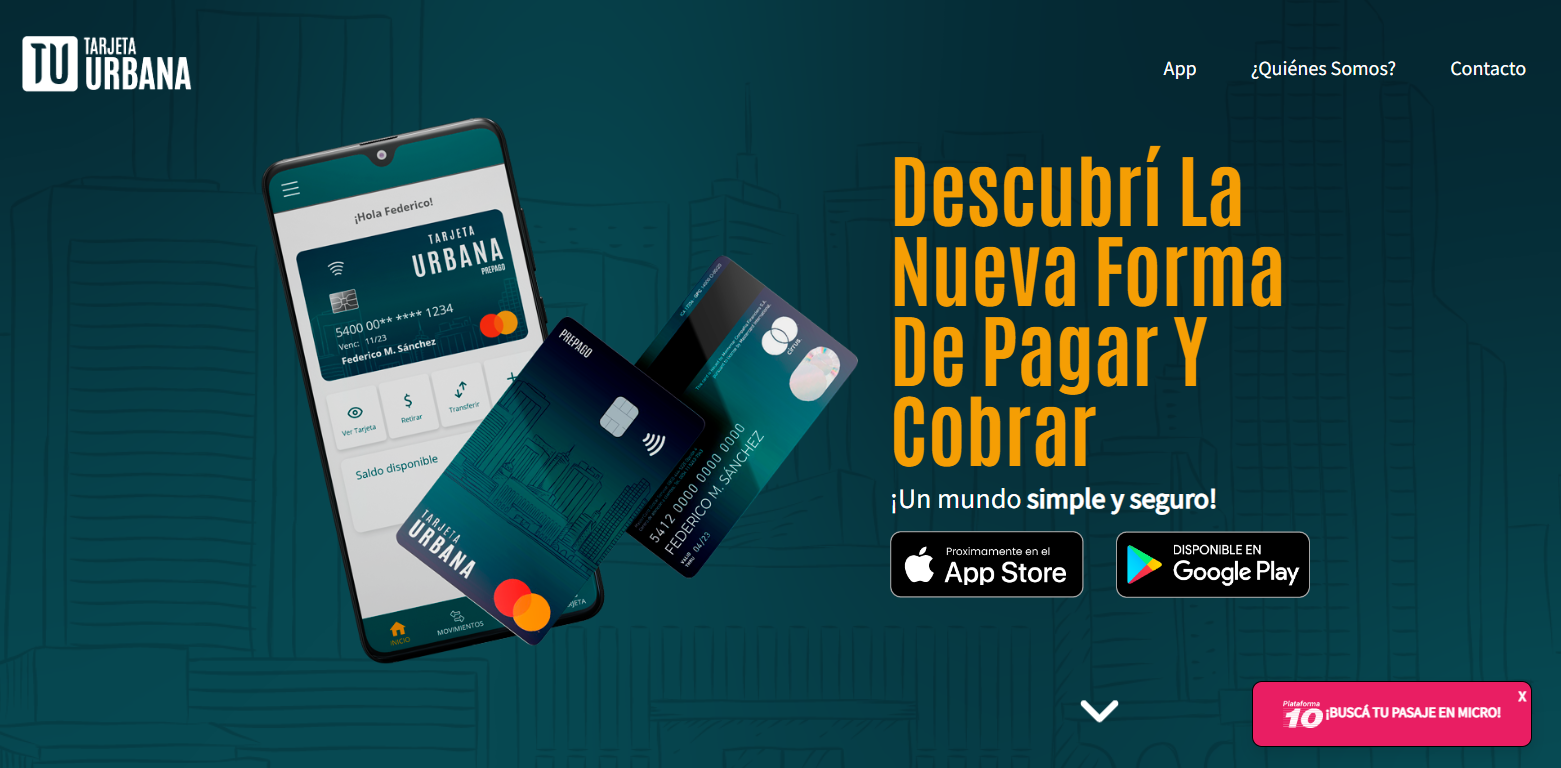 TU TARJETA
URBANA
App ¿Quiénes Somos? Contacto
Descubrí La
Nueva Forma
De Pagar Y
Cobrar
¡Un mundo simple y seguro!
Proximamente en el
App Store
DISPONIBLE EN
Google Play
¡Hola Federico!
TARJETA
URBANA
PREPAGO
5400 00** **** 1234
Venc: 11/23
Federico M. Sánchez
Ver Tarjeta Retirar Transferir
Saldo disponible
INICIO MOVIMIENTOS
PREPAGO
TARJETA
URBANA
cirrus
5412 0000 0000 0000
FEDERICO M. SÁNCHEZ
VALID
THRU 04/23
Plataforma
10 ¡BUSCÁ TU PASAJE EN MICRO!
X